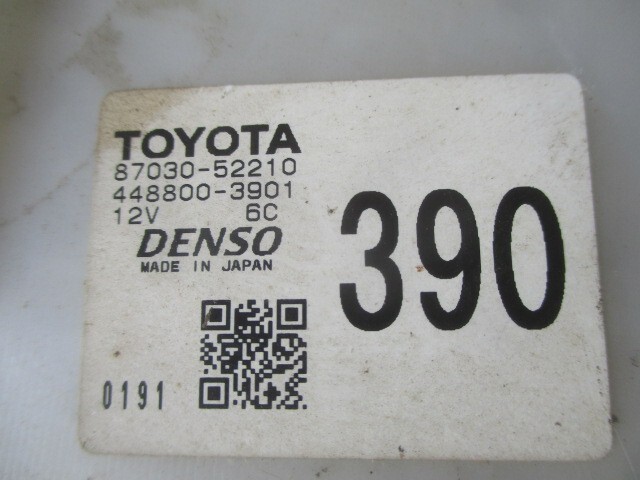 TOYOTA
87030-52210
448800-3901
12V 6C
DENSO
MADE IN JAPAN
390
0191